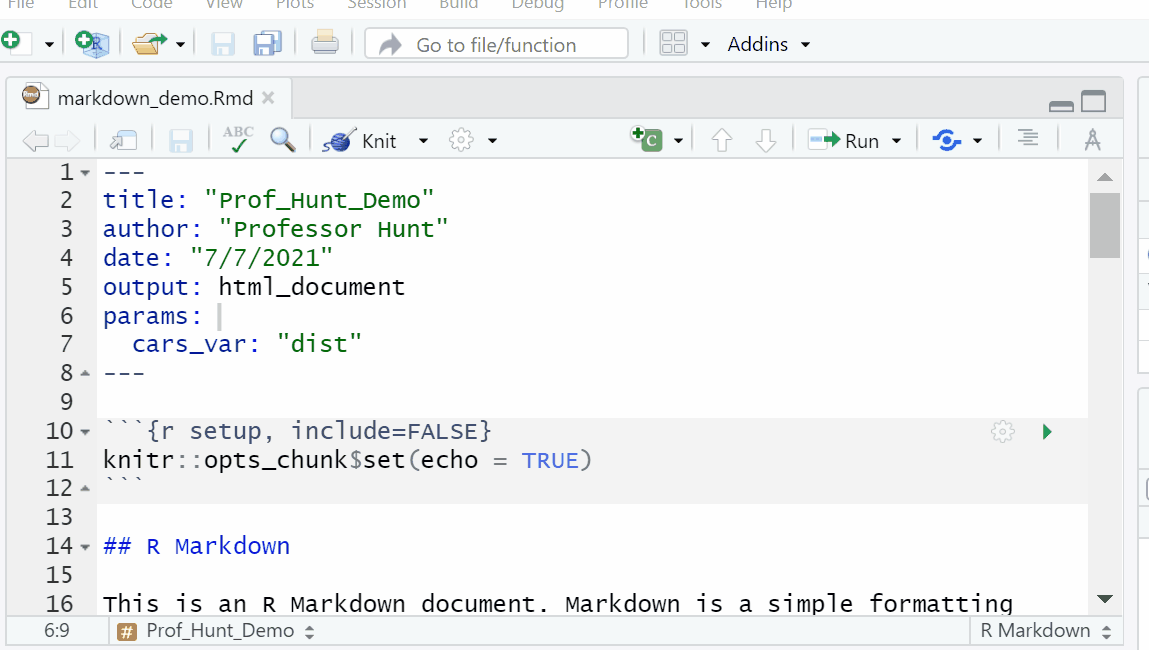 File Edit Code View Plots Session Build Debug Profile Tools Help
R Go to file/function Addins
Rmd markdown_demo.Rmd
ABC Knit C Run
1 ---
2 title: "Prof_Hunt_Demo"
3 author: "Professor Hunt"
4 date: "7/7/2021"
5 output: html_document
6 params:
7 cars_var: "dist"
8 ---
9
10 ```{r setup, include=FALSE}
11 knitr::opts_chunk$set(echo = TRUE)
12 ```
13
14 ## R Markdown
15
16 This is an R Markdown document. Markdown is a simple formatting
6:9 # Prof_Hunt_Demo R Markdown